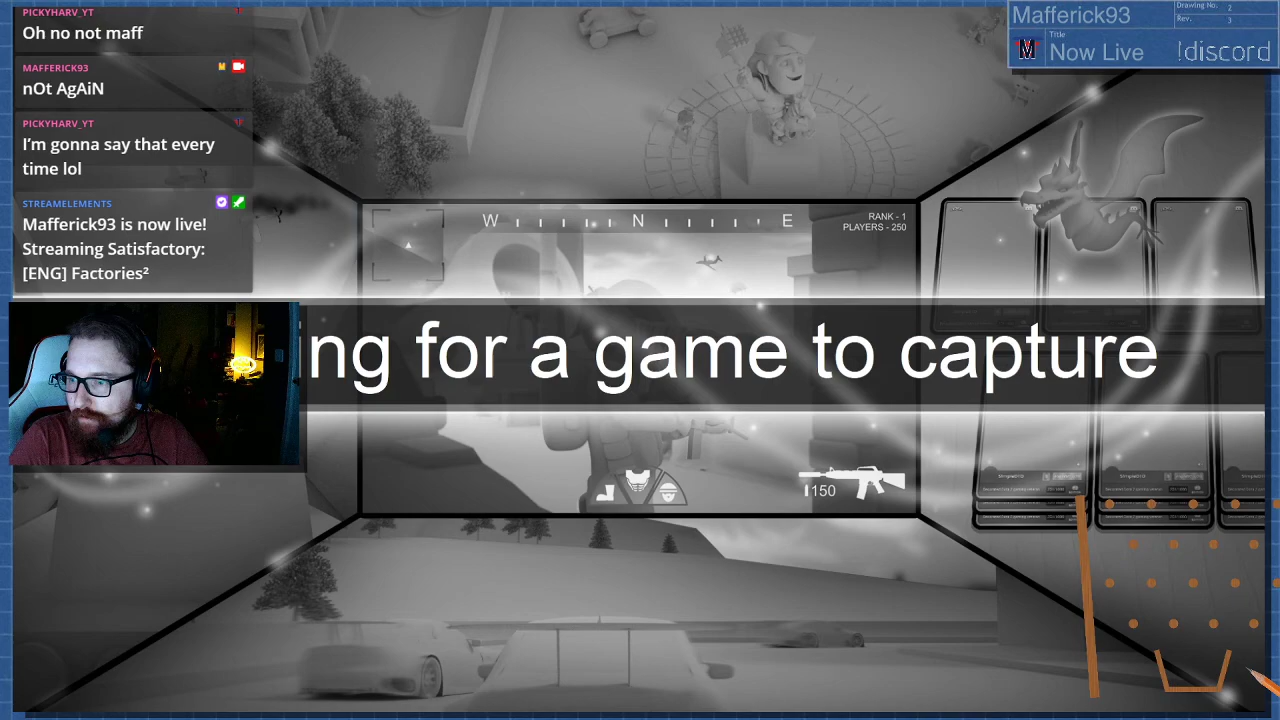 PICKYHARV_YT
Oh no not maff
MAFFERICK93
nOt AgAiN
PICKYHARV_YT
I'm gonna say that every
time lol
STREAMELEMENTS
Mafferick93 is now live!
Streaming Satisfactory:
[ENG] Factories²
Mafferick93
Drawing No. 2
Rev. 3
M
Title
Now Live
!discord
W N E
RANK - 1
PLAYERS - 250
ing for a game to capture
150